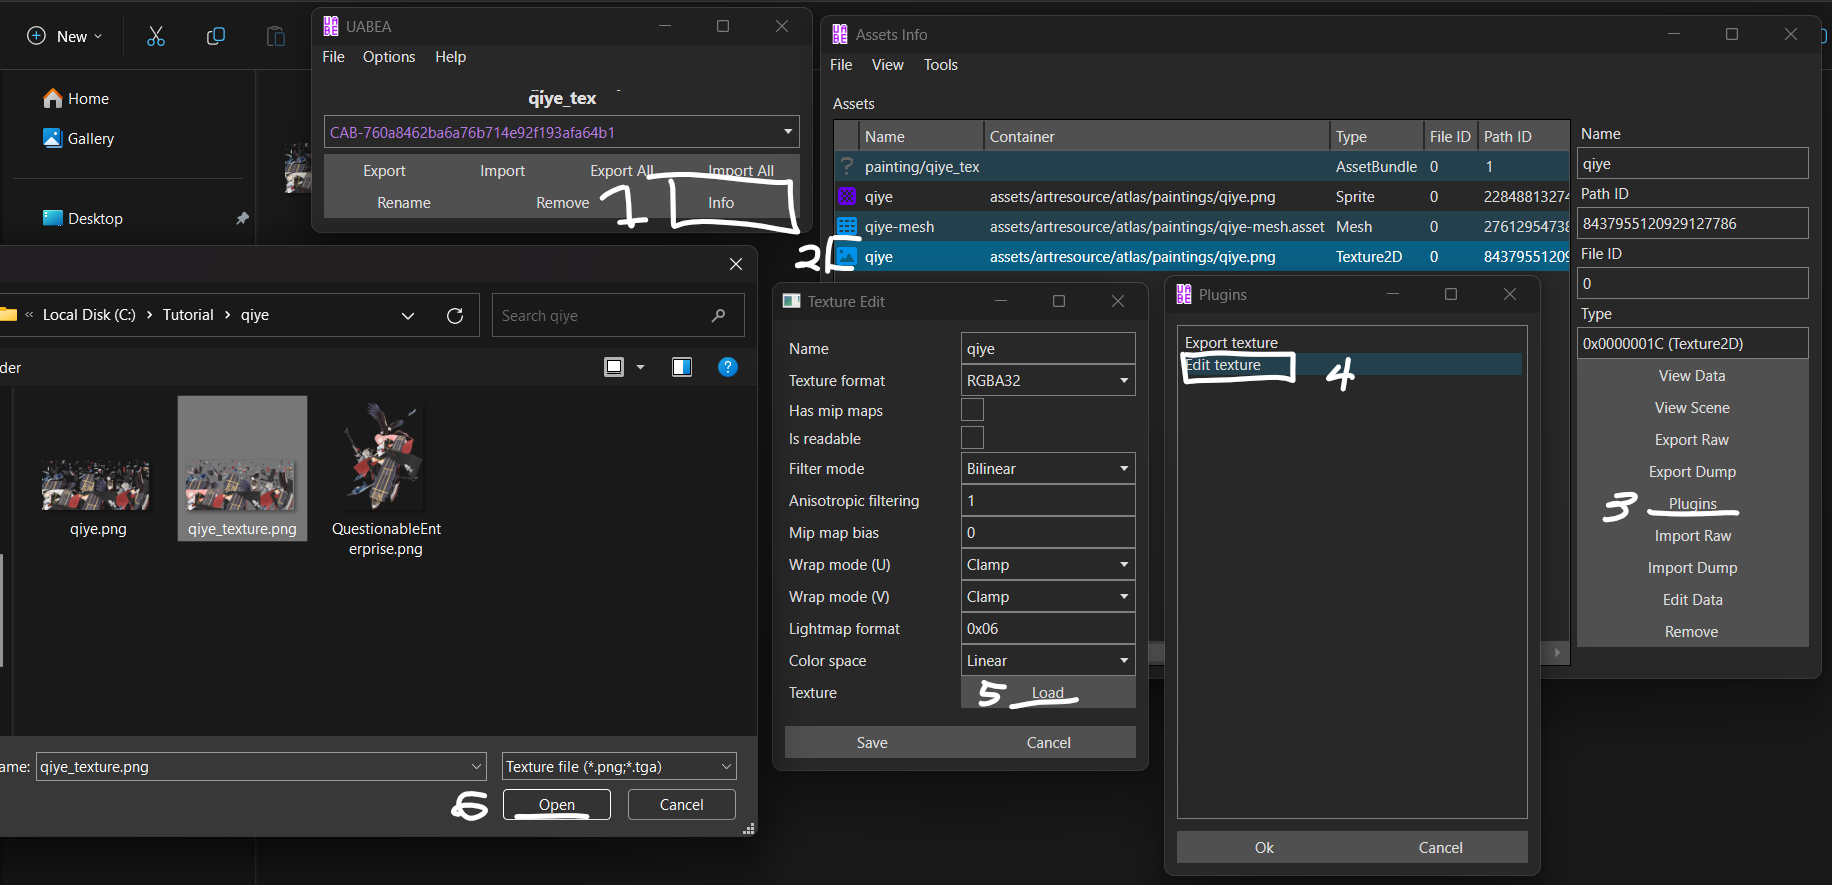 New
Home
Gallery
Desktop
UABEA
File Options Help
qiye_tex
CAB-760a8462ba6a76b714e92f193afa64b1
Export Import Export All Import All
Rename Remove Info
1
Assets Info
File View Tools
Assets
Name Container Type File ID Path ID
painting/qiye_tex AssetBundle 0 1
qiye assets/artresource/atlas/paintings/qiye.png Sprite 0 22848813274
qiye-mesh assets/artresource/atlas/paintings/qiye-mesh.asset Mesh 0 27612954738
qiye assets/artresource/atlas/paintings/qiye.png Texture2D 0 84379551209
2
Name
qiye
Path ID
8437955120929127786
File ID
0
Type
0x0000001C (Texture2D)
View Data
View Scene
Export Raw
Export Dump
3 Plugins
Import Raw
Import Dump
Edit Data
Remove
« Local Disk (C:) > Tutorial > qiye
Search qiye
der
qiye.png
qiye_texture.png
QuestionableEnt
erprise.png
ame: qiye_texture.png
Texture file (*.png;*.tga)
6 Open Cancel
Texture Edit
Name qiye
Texture format RGBA32
Has mip maps
Is readable
Filter mode Bilinear
Anisotropic filtering 1
Mip map bias 0
Wrap mode (U) Clamp
Wrap mode (V) Clamp
Lightmap format 0x06
Color space Linear
Texture 5 Load
Save Cancel
UABE Plugins
Export texture
Edit texture 4
Ok Cancel